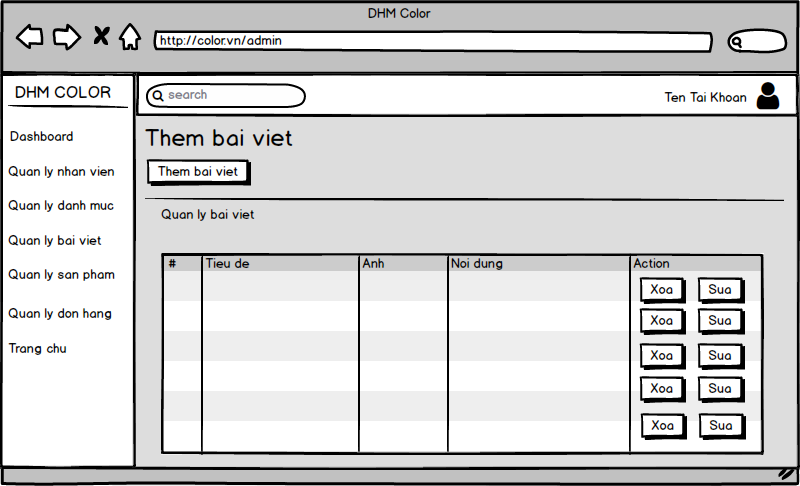 DHM Color
http://color.vn/admin
DHM COLOR
search
Ten Tai Khoan
Dashboard
Quan ly nhan vien
Quan ly danh muc
Quan ly bai viet
Quan ly san pham
Quan ly don hang
Trang chu
Them bai viet
Them bai viet
Quan ly bai viet
# Tieu de Anh Noi dung Action
Xoa Sua
Xoa Sua
Xoa Sua
Xoa Sua
Xoa Sua